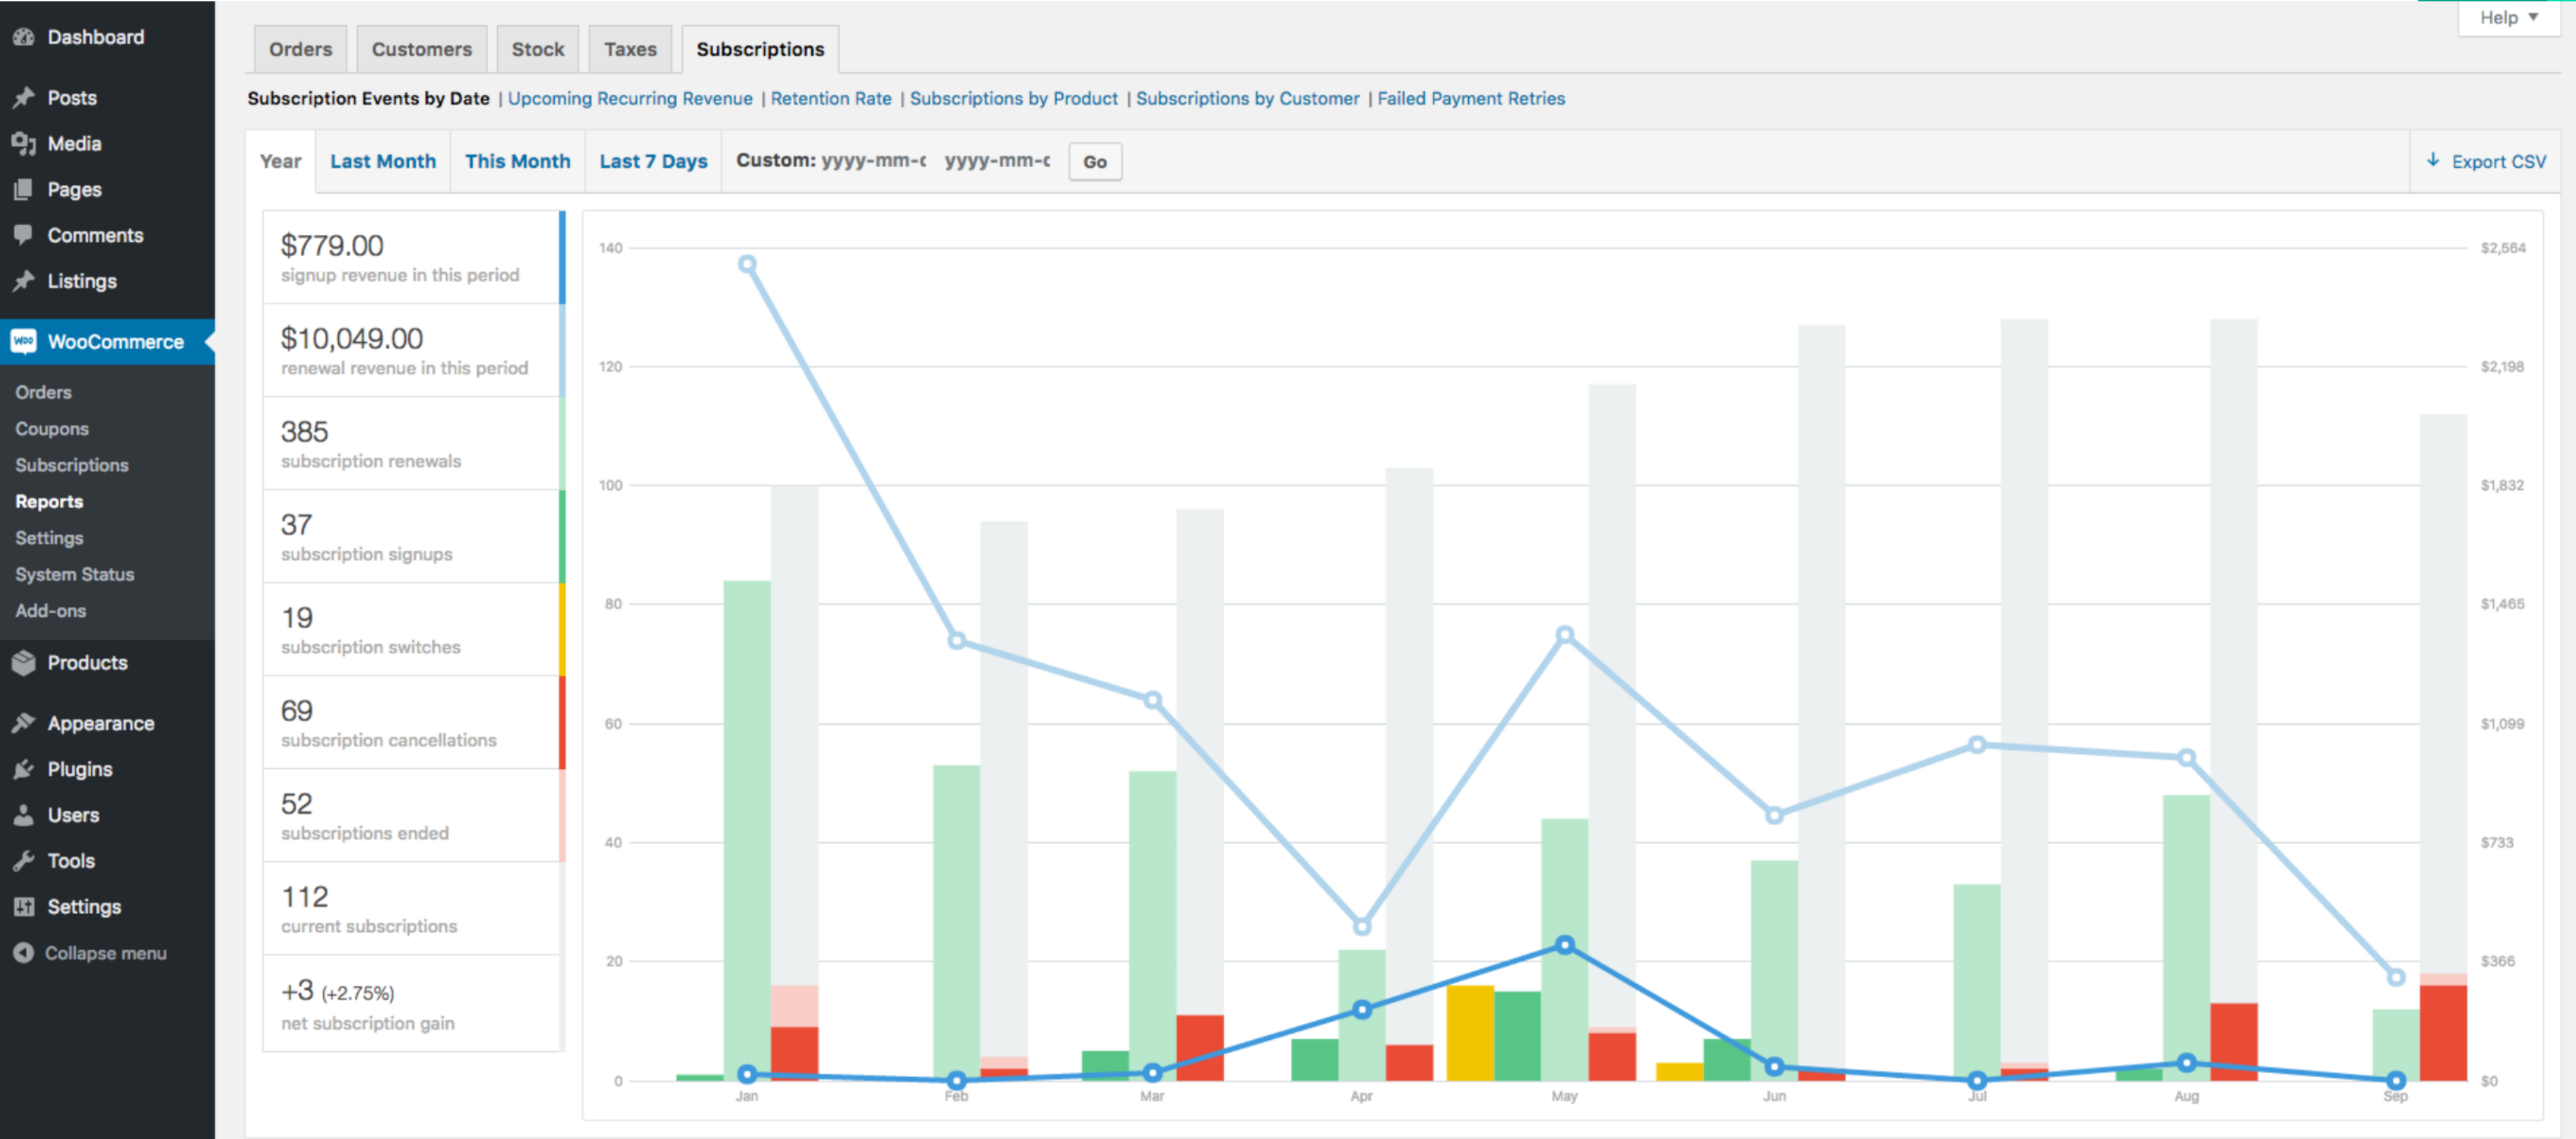 Help ▼
Dashboard
Posts
Media
Pages
Comments
Listings
WOO WooCommerce
Orders
Coupons
Subscriptions
Reports
Settings
System Status
Add-ons
Products
Appearance
Plugins
Users
Tools
Settings
Collapse menu
Orders Customers Stock Taxes Subscriptions
Subscription Events by Date | Upcoming Recurring Revenue | Retention Rate | Subscriptions by Product | Subscriptions by Customer | Failed Payment Retries
Year Last Month This Month Last 7 Days Custom: yyyy-mm- yyyy-mm- Go Export CSV
$779.00
signup revenue in this period
$10,049.00
renewal revenue in this period
385
subscription renewals
37
subscription signups
19
subscription switches
69
subscription cancellations
52
subscriptions ended
112
current subscriptions
+3 (+2.75%)
net subscription gain
140 $2,564
120 $2,198
100 $1,832
80 $1,465
60 $1,099
40 $733
20 $366
0 $0
Jan Feb Mar Apr May Jun Jul Aug Sep